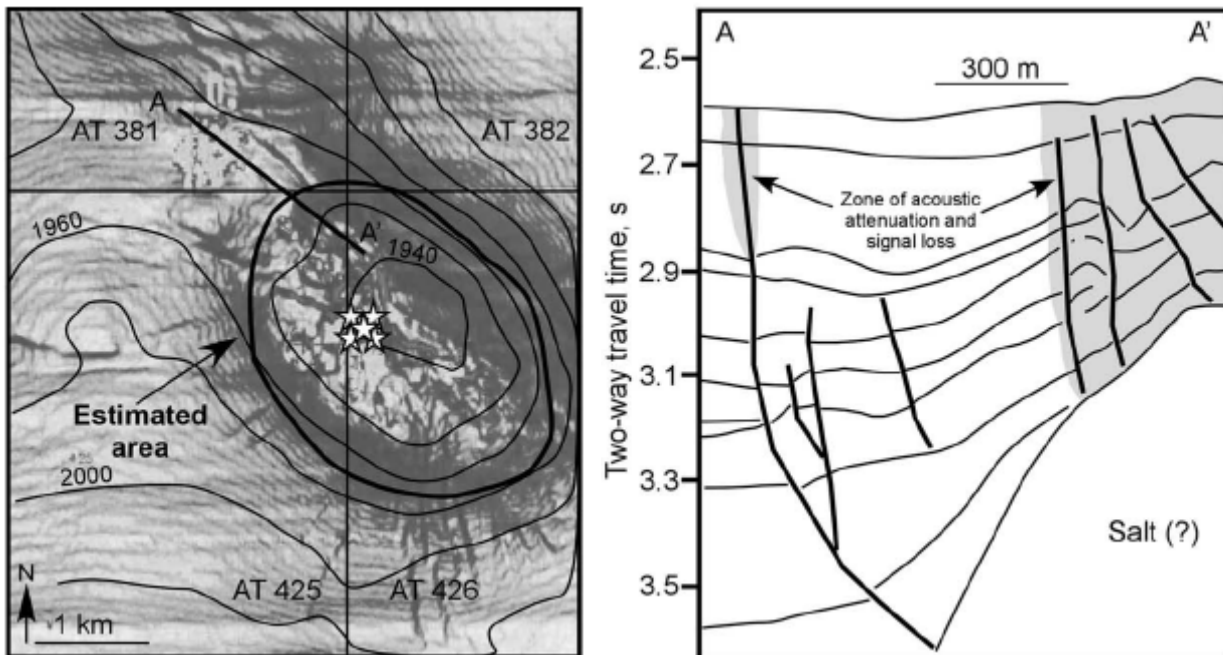 A
AT 381
AT 382
1960
A'
1940
Estimated
area
2000
AT 425
AT 426
N
1 km
A
A'
2.5
300 m
2.7
Zone of acoustic
attenuation and
signal loss
2.9
Two-way travel time, s
3.1
3.3
Salt (?)
3.5